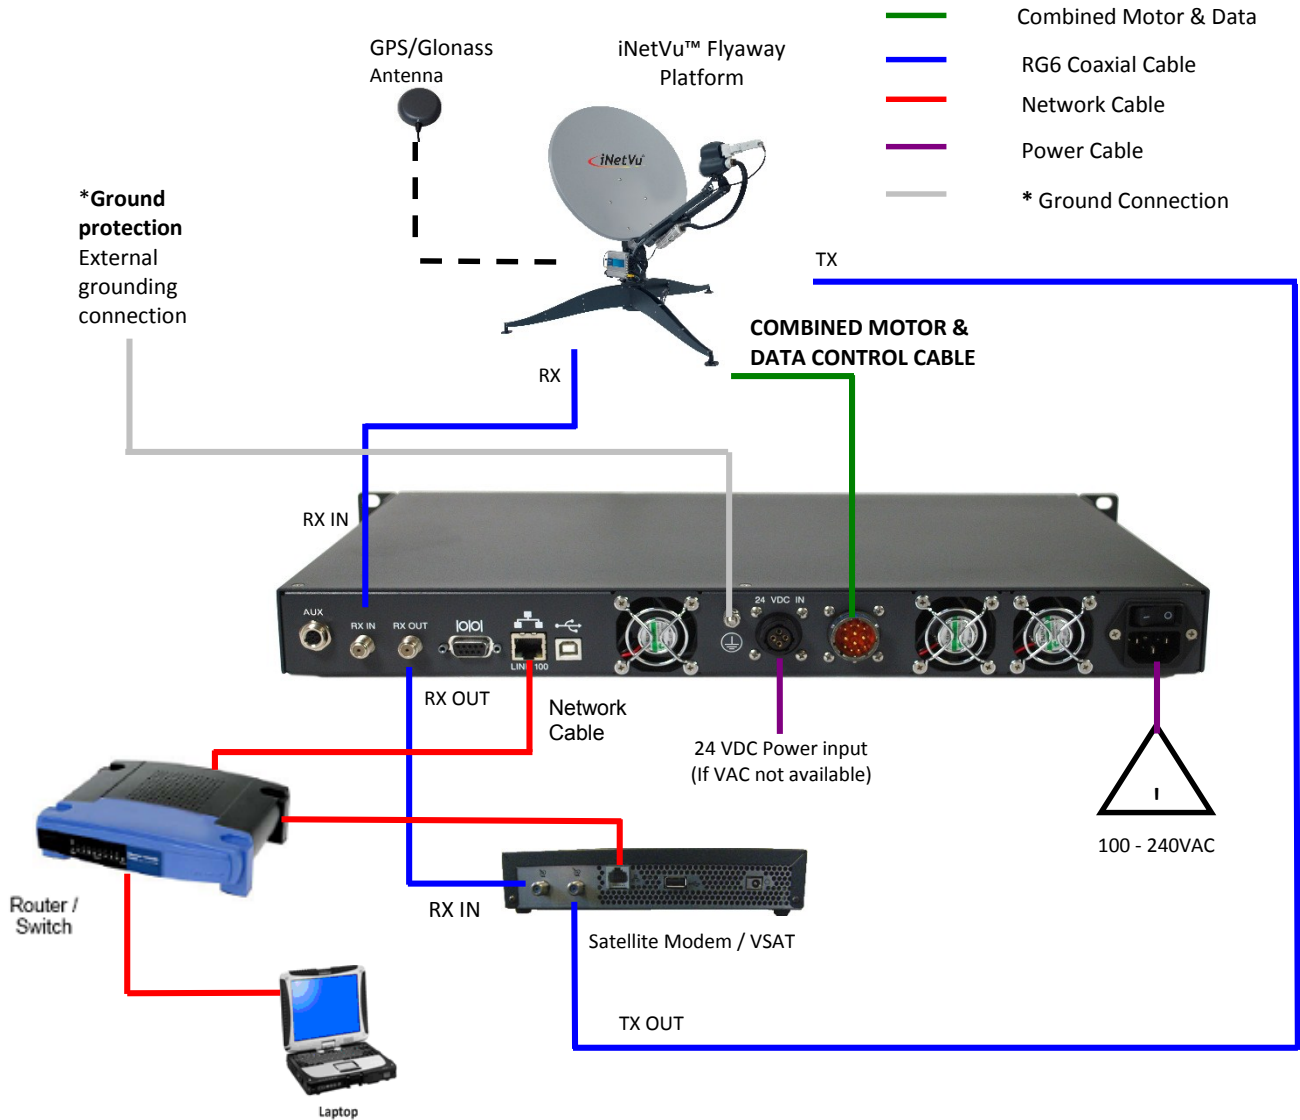 Combined Motor & Data
RG6 Coaxial Cable
Network Cable
Power Cable
* Ground Connection
GPS/Glonass
Antenna
iNetVu™ Flyaway
Platform
iNetVu
*Ground
protection
External
grounding
connection
TX
COMBINED MOTOR &
DATA CONTROL CABLE
RX
RX IN
AUX
RX IN
RX OUT
|O|O|
LINK 100
24 VDC IN
RX OUT
Network
Cable
24 VDC Power input
(If VAC not available)
100 - 240VAC
Router /
Switch
RX IN
Satellite Modem / VSAT
TX OUT
Laptop